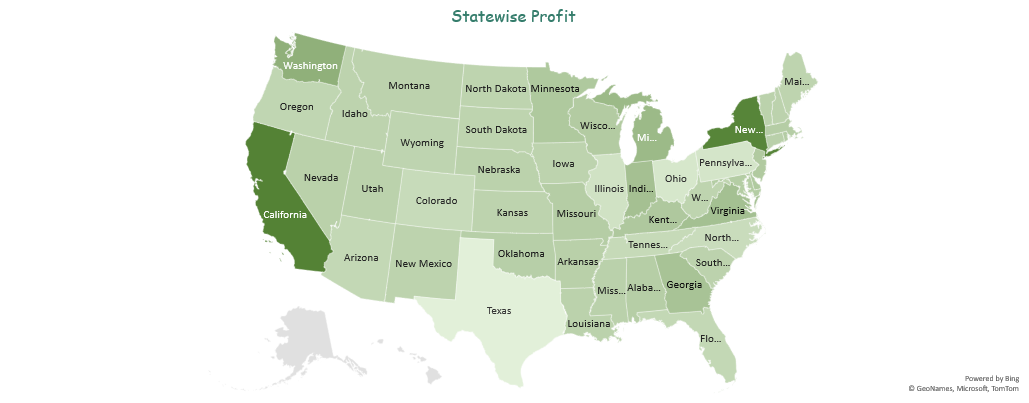 Statewise Profit
Washington
Montana
North Dakota
Minnesota
Mai...
Oregon
Idaho
Wyoming
South Dakota
Wisco...
Mi...
New...
Nevada
Utah
Colorado
Nebraska
Iowa
Illinois
Indi...
Ohio
Pennsylva...
W...
Virginia
California
Kansas
Missouri
Kent...
North...
Arizona
New Mexico
Oklahoma
Arkansas
Tennes...
South...
Texas
Louisiana
Miss...
Alaba...
Georgia
Flo...
Powered by Bing
© GeoNames, Microsoft, TomTom